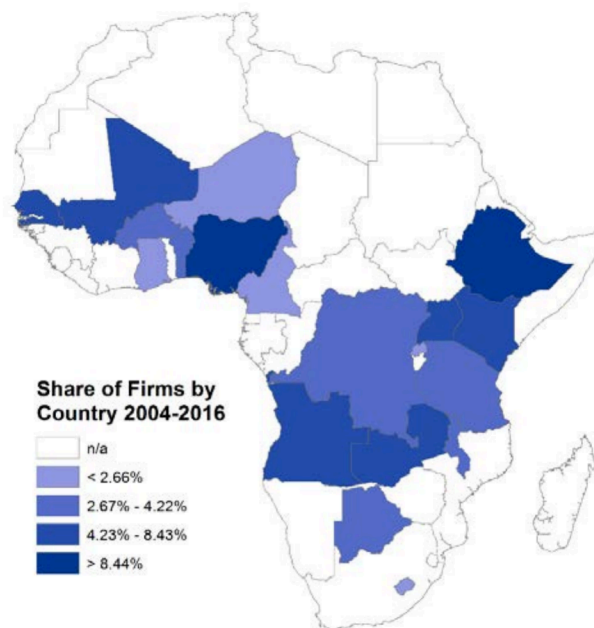 Share of Firms by
Country 2004-2016
n/a
< 2.66%
2.67% - 4.22%
4.23% - 8.43%
> 8.44%